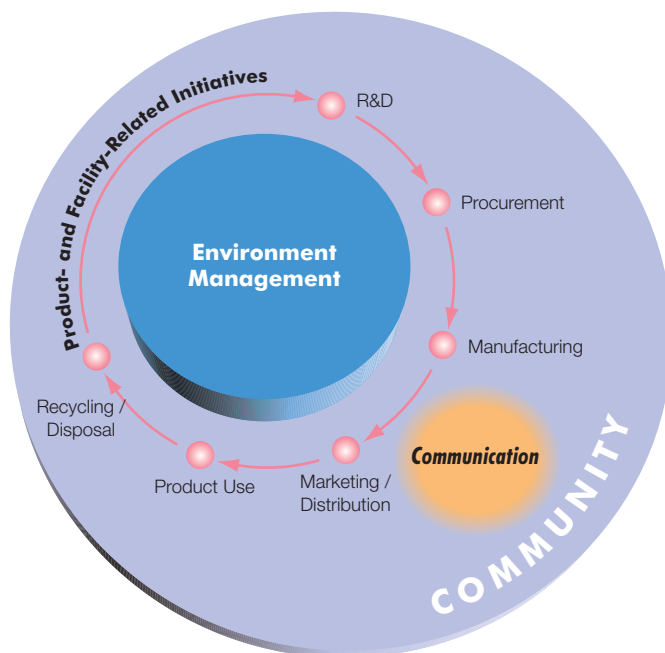 Product- and Facility-Related Initiatives
R&D
Procurement
Environment
Management
Manufacturing
Recycling /
Disposal
Communication
Product Use
Marketing /
Distribution
COMMUNITY